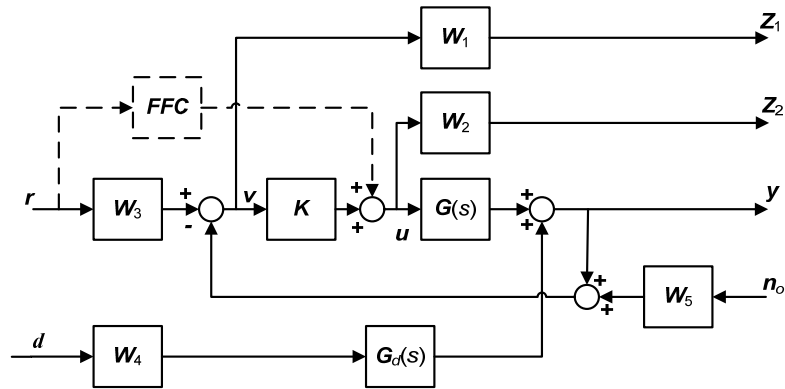 W1
Z1
FFC
W2
Z2
r
W3
+
-
v
K
+
+
u
G(s)
+
+
y
+
+
W5
no
d
W4
Gd(s)